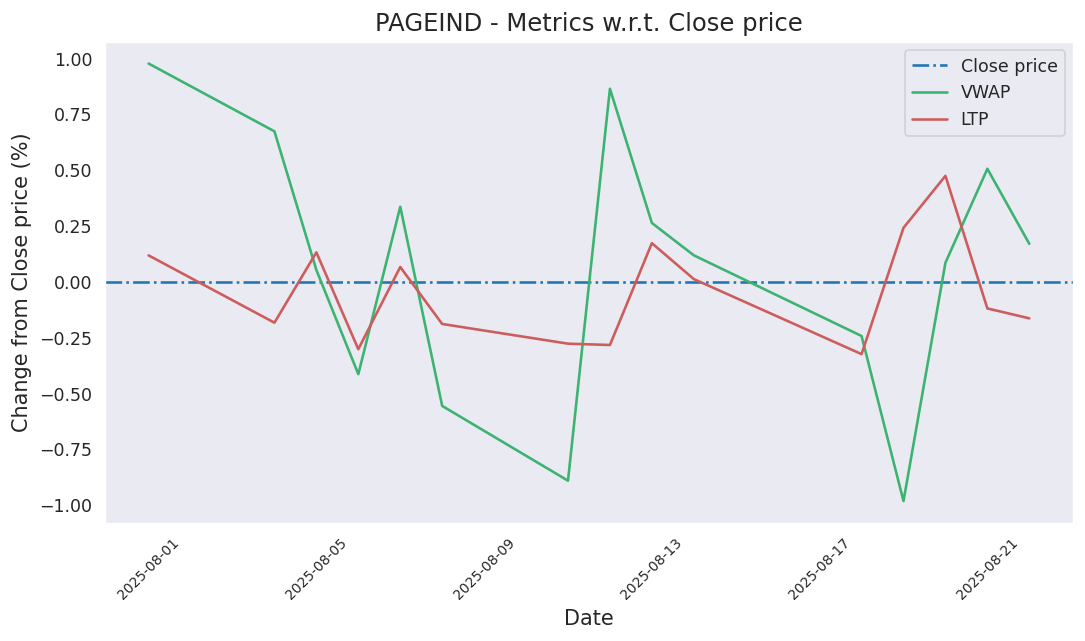 PAGEIND - Metrics w.r.t. Close price
Close price
VWAP
LTP
Change from Close price (%)
1.00
0.75
0.50
0.25
0.00
−0.25
−0.50
−0.75
−1.00
2025-08-01
2025-08-05
2025-08-09
2025-08-13
2025-08-17
2025-08-21
Date